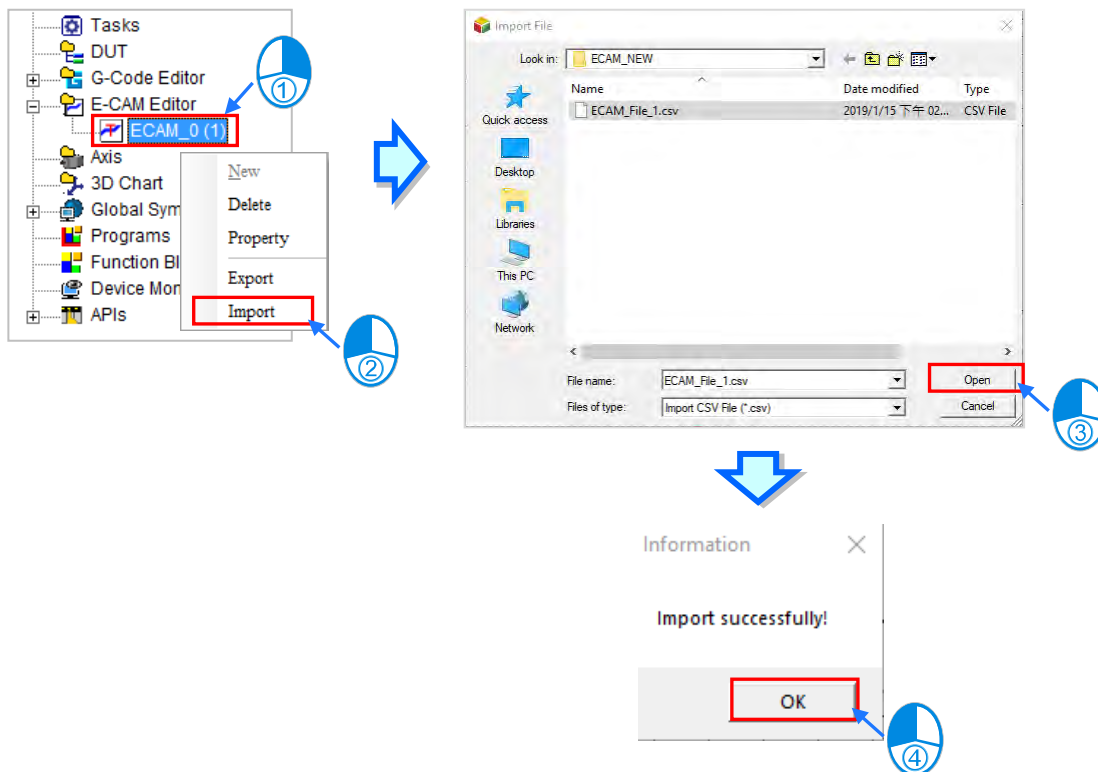 Tasks
DUT
G-Code Editor
E-CAM Editor
ECAM_0 (1)
Axis
3D Chart
Global Sym
Programs
Function Bl
Device Mon
APIs
①
New
Delete
Property
Export
Import
②
Import File
Look in:
ECAM_NEW
Name
Date modified
Type
ECAM_File_1.csv
2019/1/15 下午 02...
CSV File
Quick access
Desktop
Libraries
This PC
Network
File name:
ECAM_File_1.csv
Open
Files of type:
Import CSV File (*.csv)
Cancel
③
Information
Import successfully!
OK
④